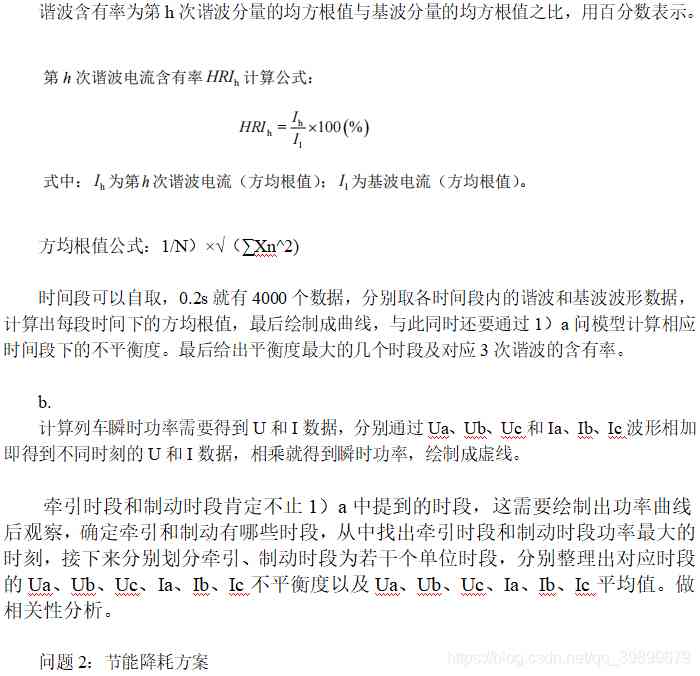 谐波含有率为第 h 次谐波分量的均方根值与基波分量的均方根值之比，用百分数表示。
第 h 次谐波电流含有率 HRIh 计算公式：
HRIh = Ih/I1 ×100(%)
式中：Ih 为第 h 次谐波电流（方均根值）；I1 为基波电流（方均根值）。
方均根值公式：1/N）×√（∑Xn^2)
时间段可以自取，0.2s 就有 4000 个数据，分别取各时间段内的谐波和基波波形数据，
计算出每段时间下的方均根值，最后绘制成曲线，与此同时还要通过 1）a 问模型计算相应
时间段下的不平衡度。最后给出平衡度最大的几个时段及对应 3 次谐波的含有率。
b.
计算列车瞬时功率需要得到 U 和 I 数据，分别通过 Ua、Ub、Uc 和 Ia、Ib、Ic 波形相加
即得到不同时刻的 U 和 I 数据，相乘就得到瞬时功率，绘制成虚线。
牵引时段和制动时段肯定不止 1）a 中提到的时段，这需要绘制出功率曲线
后观察，确定牵引和制动有哪些时段，从中找出牵引时段和制动时段功率最大的
时刻，接下来分别划分牵引、制动时段为若干个单位时段，分别整理出对应时段
的 Ua、Ub、Uc、Ia、Ib、Ic 不平衡度以及 Ua、Ub、Uc、Ia、Ib、Ic 平均值。做
相关性分析。
问题 2：节能降耗方案
https://blog.csdn.net/qq_39899679